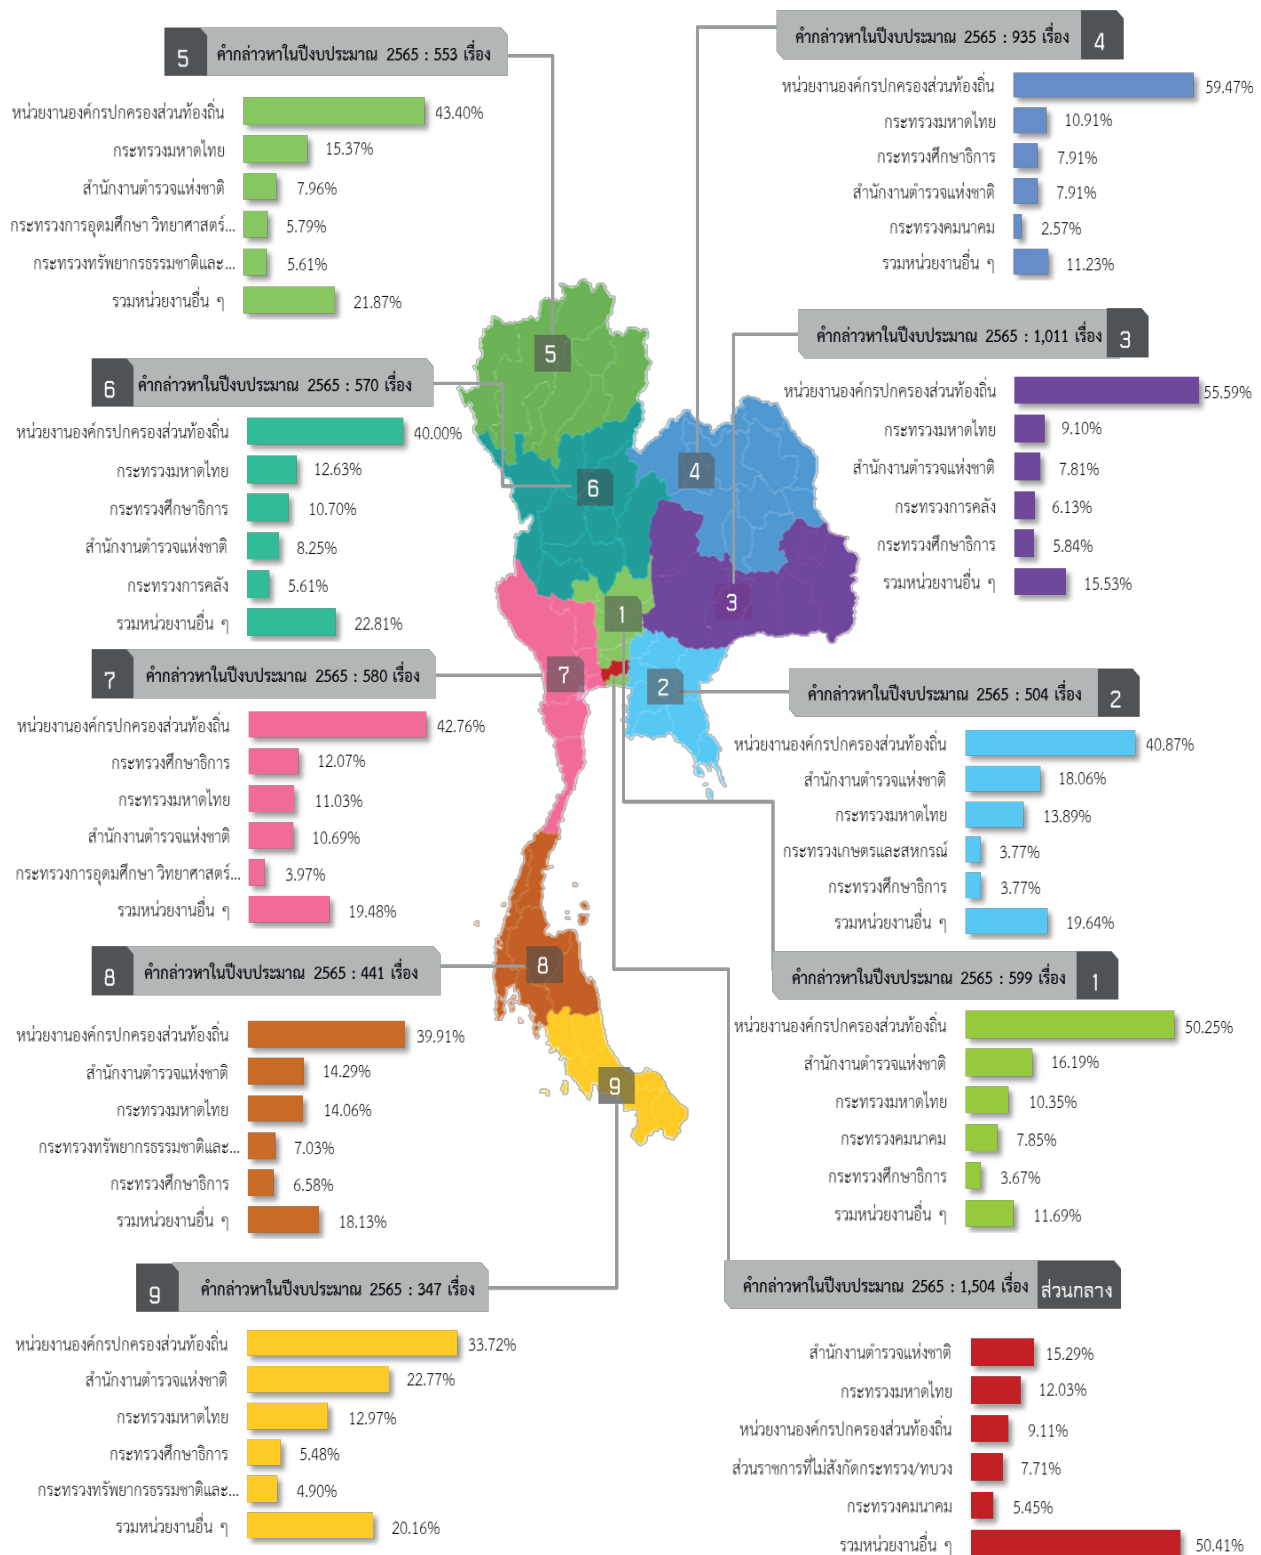 5 คำกล่าวหาในปีงบประมาณ 2565 : 553 เรื่อง
หน่วยงานองค์กรปกครองส่วนท้องถิ่น 43.40%
กระทรวงมหาดไทย 15.37%
สำนักงานตำรวจแห่งชาติ 7.96%
กระทรวงการอุดมศึกษา วิทยาศาสตร์... 5.79%
กระทรวงทรัพยากรธรรมชาติและ... 5.61%
รวมหน่วยงานอื่น ๆ 21.87%
คำกล่าวหาในปีงบประมาณ 2565 : 935 เรื่อง 4
หน่วยงานองค์กรปกครองส่วนท้องถิ่น 59.47%
กระทรวงมหาดไทย 10.91%
กระทรวงศึกษาธิการ 7.91%
สำนักงานตำรวจแห่งชาติ 7.91%
กระทรวงคมนาคม 2.57%
รวมหน่วยงานอื่น ๆ 11.23%
6 คำกล่าวหาในปีงบประมาณ 2565 : 570 เรื่อง
หน่วยงานองค์กรปกครองส่วนท้องถิ่น 40.00%
กระทรวงมหาดไทย 12.63%
กระทรวงศึกษาธิการ 10.70%
สำนักงานตำรวจแห่งชาติ 8.25%
กระทรวงการคลัง 5.61%
รวมหน่วยงานอื่น ๆ 22.81%
คำกล่าวหาในปีงบประมาณ 2565 : 1,011 เรื่อง 3
หน่วยงานองค์กรปกครองส่วนท้องถิ่น 55.59%
กระทรวงมหาดไทย 9.10%
สำนักงานตำรวจแห่งชาติ 7.81%
กระทรวงการคลัง 6.13%
กระทรวงศึกษาธิการ 5.84%
รวมหน่วยงานอื่น ๆ 15.53%
5
4
6
3
1
7
2
8
9
7 คำกล่าวหาในปีงบประมาณ 2565 : 580 เรื่อง
หน่วยงานองค์กรปกครองส่วนท้องถิ่น 42.76%
กระทรวงศึกษาธิการ 12.07%
กระทรวงมหาดไทย 11.03%
สำนักงานตำรวจแห่งชาติ 10.69%
กระทรวงการอุดมศึกษา วิทยาศาสตร์... 3.97%
รวมหน่วยงานอื่น ๆ 19.48%
คำกล่าวหาในปีงบประมาณ 2565 : 504 เรื่อง 2
หน่วยงานองค์กรปกครองส่วนท้องถิ่น 40.87%
สำนักงานตำรวจแห่งชาติ 18.06%
กระทรวงมหาดไทย 13.89%
กระทรวงเกษตรและสหกรณ์ 3.77%
กระทรวงศึกษาธิการ 3.77%
รวมหน่วยงานอื่น ๆ 19.64%
8 คำกล่าวหาในปีงบประมาณ 2565 : 441 เรื่อง
หน่วยงานองค์กรปกครองส่วนท้องถิ่น 39.91%
สำนักงานตำรวจแห่งชาติ 14.29%
กระทรวงมหาดไทย 14.06%
กระทรวงทรัพยากรธรรมชาติและ... 7.03%
กระทรวงศึกษาธิการ 6.58%
รวมหน่วยงานอื่น ๆ 18.13%
คำกล่าวหาในปีงบประมาณ 2565 : 599 เรื่อง 1
หน่วยงานองค์กรปกครองส่วนท้องถิ่น 50.25%
สำนักงานตำรวจแห่งชาติ 16.19%
กระทรวงมหาดไทย 10.35%
กระทรวงคมนาคม 7.85%
กระทรวงศึกษาธิการ 3.67%
รวมหน่วยงานอื่น ๆ 11.69%
9 คำกล่าวหาในปีงบประมาณ 2565 : 347 เรื่อง
หน่วยงานองค์กรปกครองส่วนท้องถิ่น 33.72%
สำนักงานตำรวจแห่งชาติ 22.77%
กระทรวงมหาดไทย 12.97%
กระทรวงศึกษาธิการ 5.48%
กระทรวงทรัพยากรธรรมชาติและ... 4.90%
รวมหน่วยงานอื่น ๆ 20.16%
คำกล่าวหาในปีงบประมาณ 2565 : 1,504 เรื่อง ส่วนกลาง
สำนักงานตำรวจแห่งชาติ 15.29%
กระทรวงมหาดไทย 12.03%
หน่วยงานองค์กรปกครองส่วนท้องถิ่น 9.11%
ส่วนราชการที่ไม่สังกัดกระทรวง/ทบวง 7.71%
กระทรวงคมนาคม 5.45%
รวมหน่วยงานอื่น ๆ 50.41%